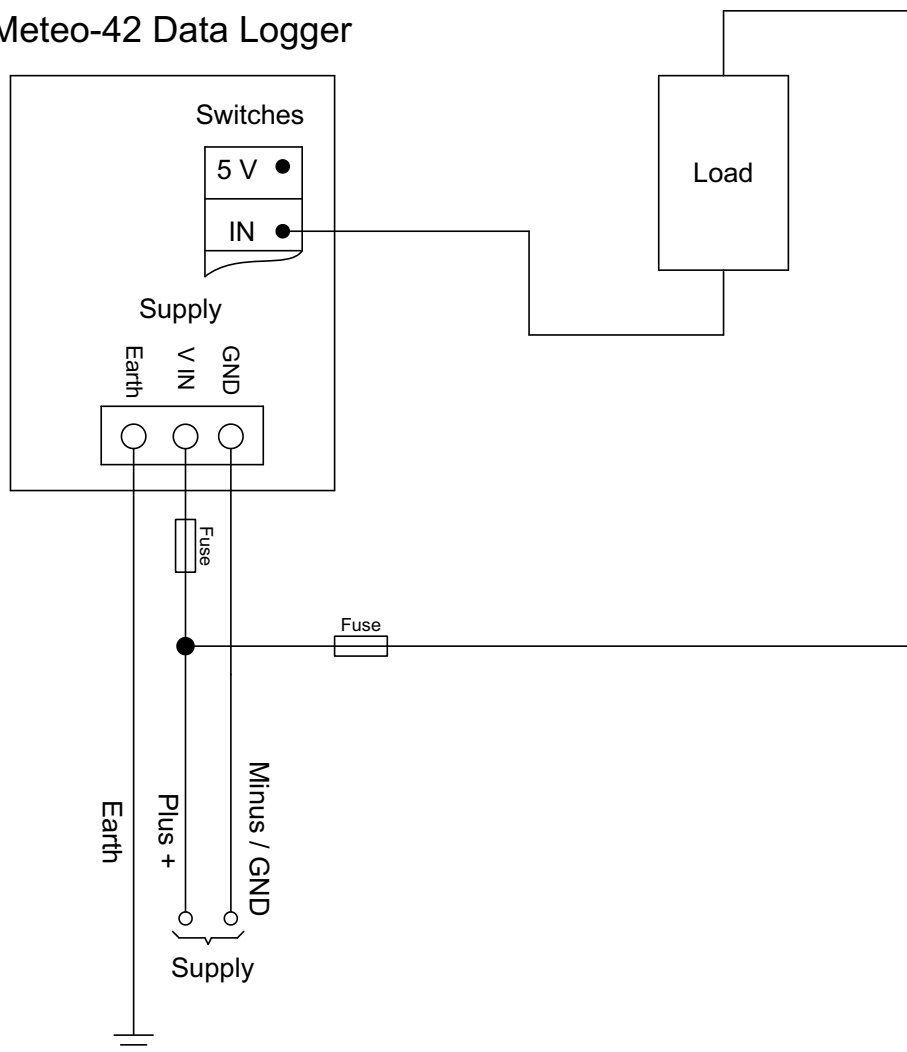 Meteo-42 Data Logger
Switches
5 V
IN
Load
Supply
Earth
V IN
GND
Fuse
Fuse
Earth
Plus +
Minus / GND
Supply